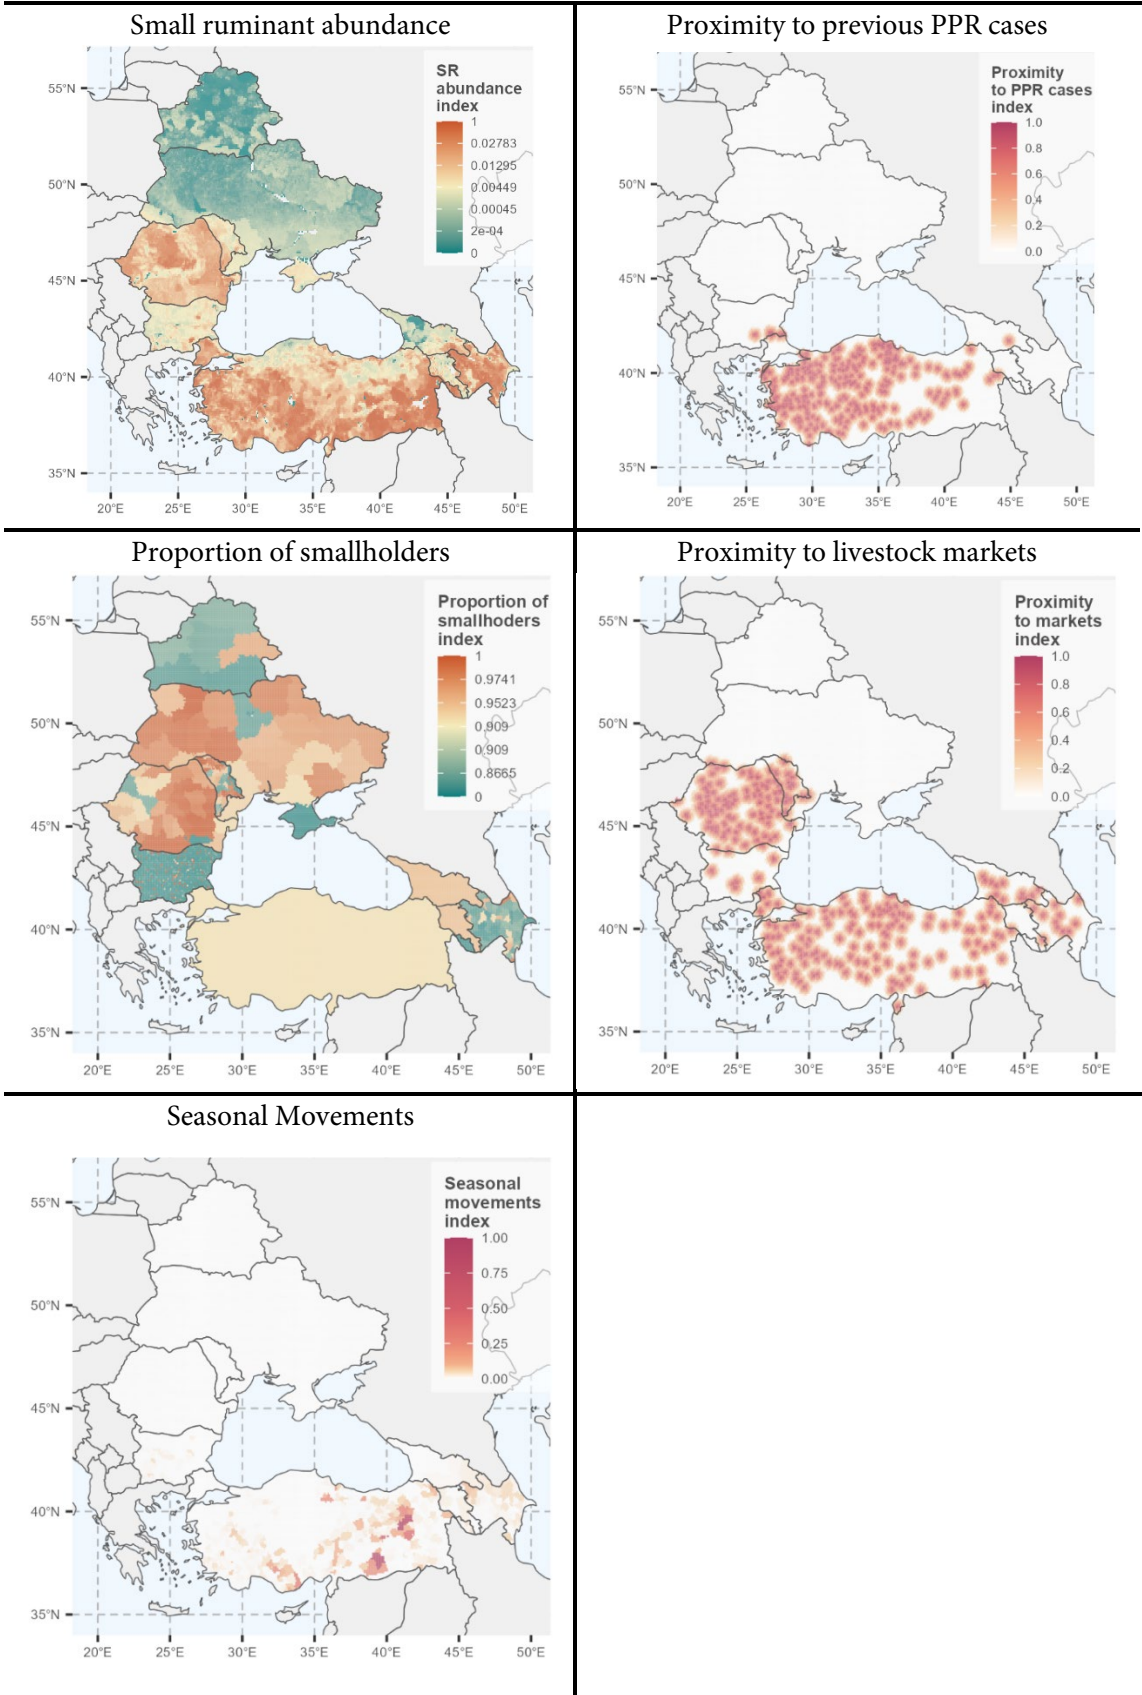 Small ruminant abundance
SR
abundance
index
1
0.02783
0.01295
0.00449
0.00045
2e-04
0
55°N
50°N
45°N
40°N
35°N
20°E 25°E 30°E 35°E 40°E 45°E 50°E
Proximity to previous PPR cases
Proximity
to PPR cases
index
1.0
0.8
0.6
0.4
0.2
0.0
55°N
50°N
45°N
40°N
35°N
20°E 25°E 30°E 35°E 40°E 45°E 50°E
Proportion of smallholders
Proportion of
smallhoders
index
1
0.9741
0.9523
0.909
0.909
0.8665
0
55°N
50°N
45°N
40°N
35°N
20°E 25°E 30°E 35°E 40°E 45°E 50°E
Proximity to livestock markets
Proximity
to markets
index
1.0
0.8
0.6
0.4
0.2
0.0
55°N
50°N
45°N
40°N
35°N
20°E 25°E 30°E 35°E 40°E 45°E 50°E
Seasonal Movements
Seasonal
movements
index
1.00
0.75
0.50
0.25
0.00
55°N
50°N
45°N
40°N
35°N
20°E 25°E 30°E 35°E 40°E 45°E 50°E